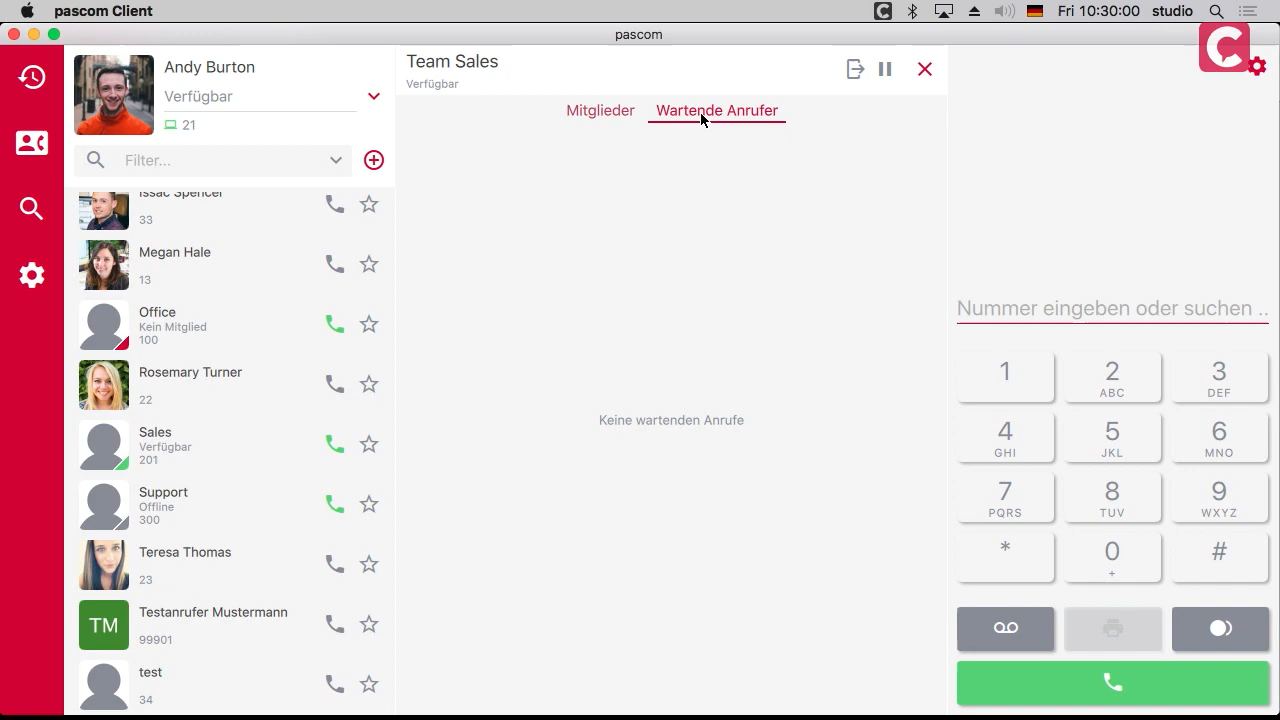 pascom Client
Fri 10:30:00 studio
pascom
Andy Burton
Verfügbar
21
Filter...
Issac Spencer
33
Megan Hale
13
Office
Kein Mitglied
100
Rosemary Turner
22
Sales
Verfügbar
201
Support
Offline
300
Teresa Thomas
23
TM
Testanrufer Mustermann
99901
test
34
Team Sales
Verfügbar
Mitglieder Wartende Anrufer
Keine wartenden Anrufe
Nummer eingeben oder suchen ..
1 2 3
ABC DEF
4 5 6
GHI JKL MNO
7 8 9
PQRS TUV WXYZ
* 0 #
+